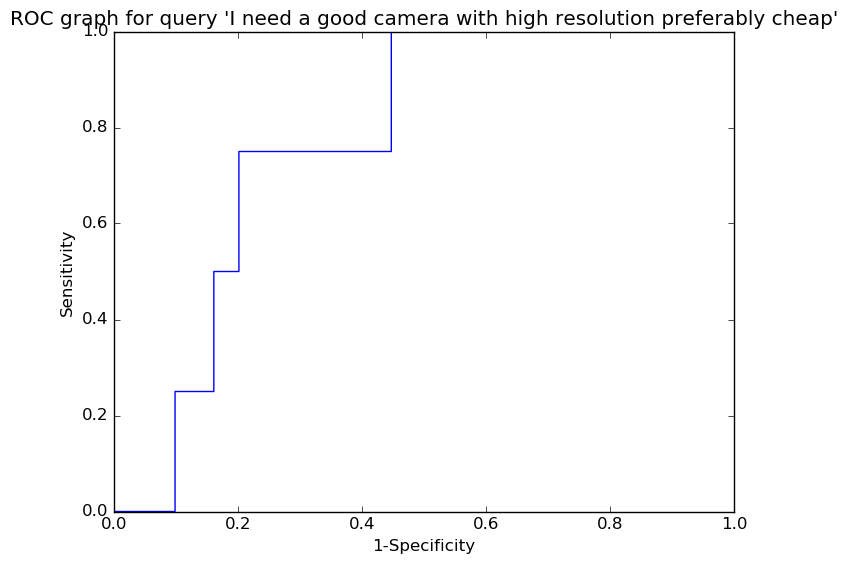 ROC graph for query 'I need a good camera with high resolution preferably cheap'
1.0
0.8
0.6
0.4
0.2
0.0
Sensitivity
0.0 0.2 0.4 0.6 0.8 1.0
1-Specificity